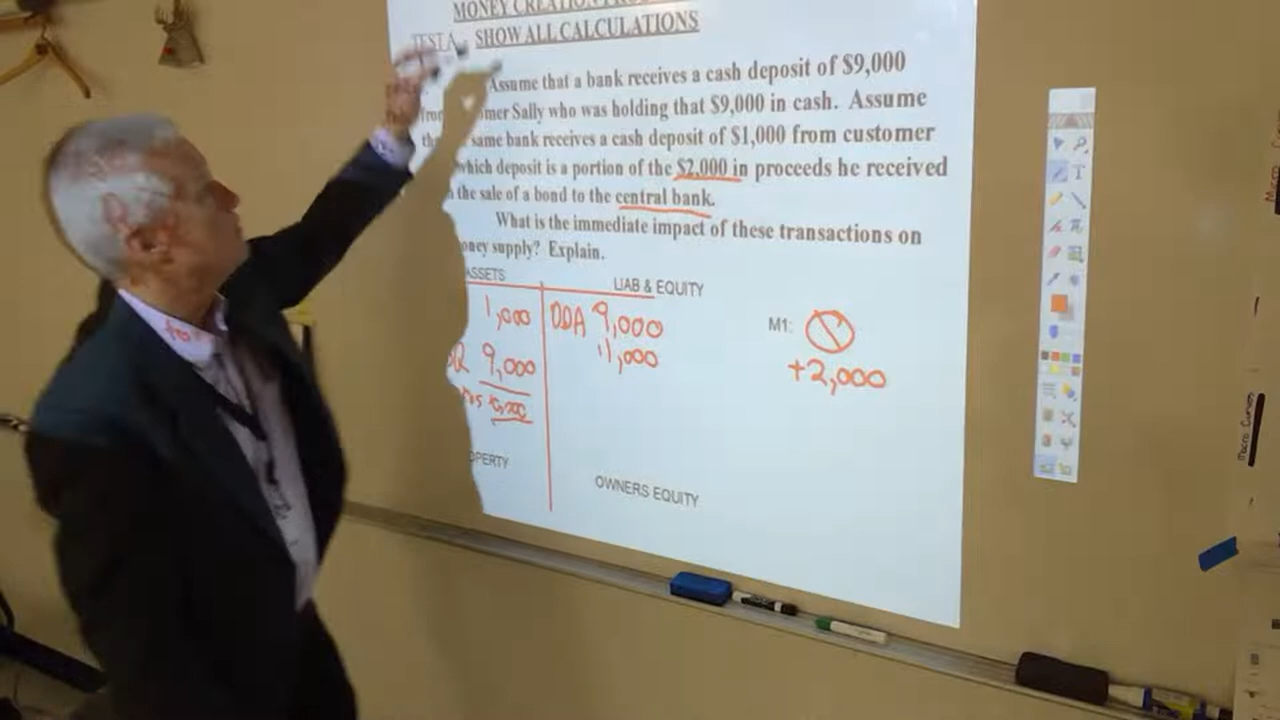 MONEY CREATION
TEST A SHOW ALL CALCULATIONS
Assume that a bank receives a cash deposit of $9,000
Sally who was holding that $9,000 in cash. Assume
same bank receives a cash deposit of $1,000 from customer
which deposit is a portion of the $2,000 in proceeds he received
the sale of a bond to the central bank.
What is the immediate impact of these transactions on
supply? Explain.
ASSETS LIAB & EQUITY
1,000 DDA 9,000 M1:
9,000 1,000 +2,000
OWNERS EQUITY